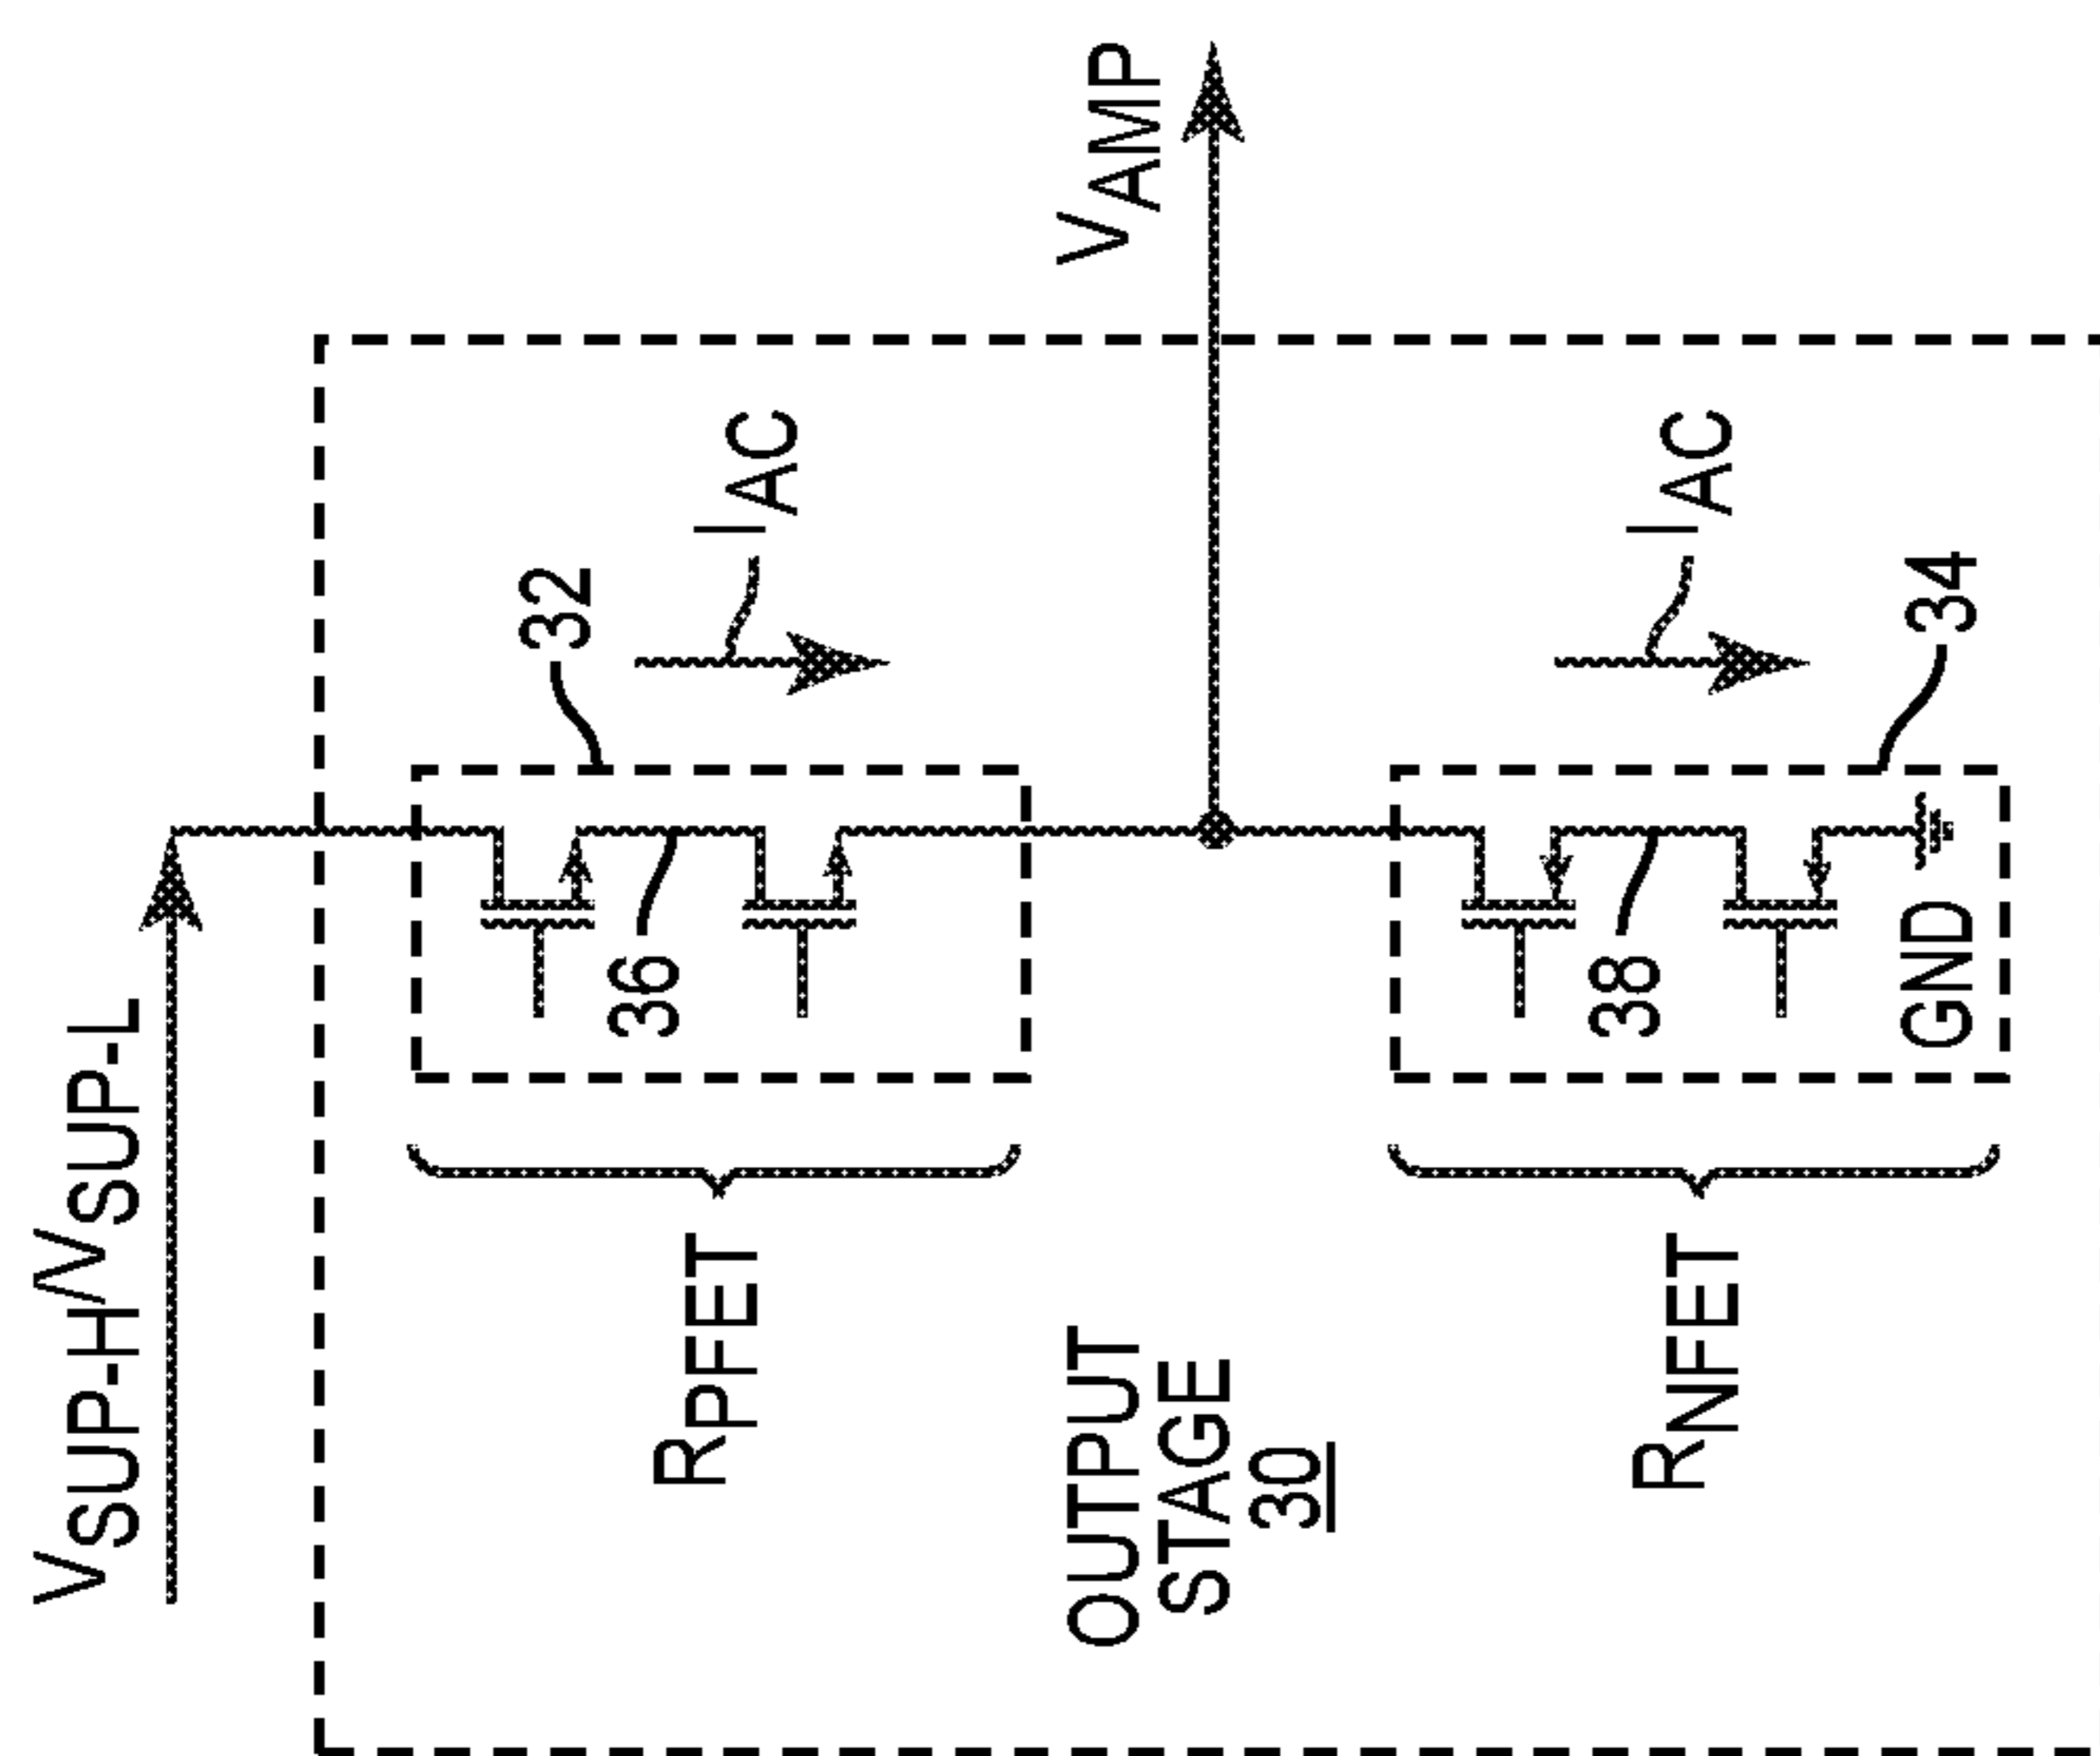 VSUP-H/VSUP-L
32
IAC
36
RPFET
VAMP
OUTPUT
STAGE
30
IAC
34
38
GND
RNFET